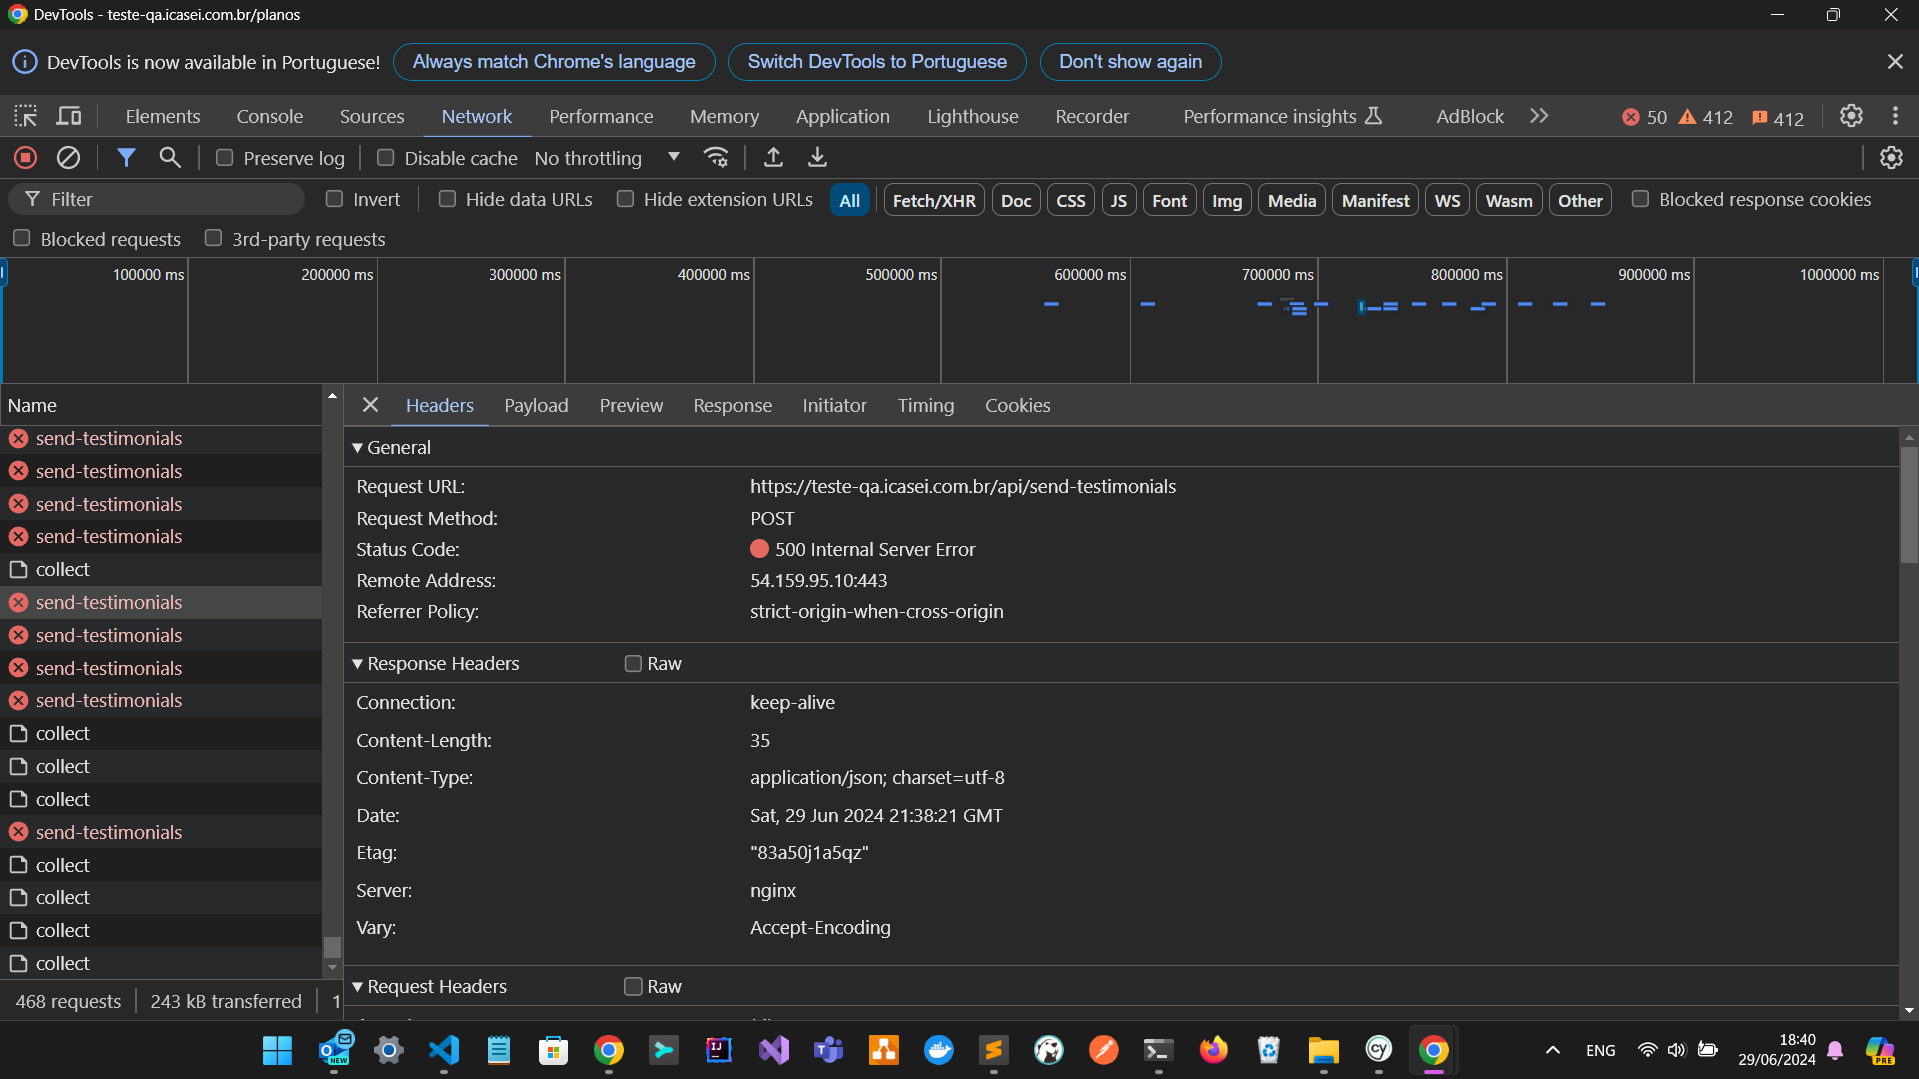 DevTools - teste-qa.icasei.com.br/planos
DevTools is now available in Portuguese! Always match Chrome's language Switch DevTools to Portuguese Don't show again
Elements Console Sources Network Performance Memory Application Lighthouse Recorder Performance insights AdBlock 50 412 412
Preserve log Disable cache No throttling
Filter Invert Hide data URLs Hide extension URLs All Fetch/XHR Doc CSS JS Font Img Media Manifest WS Wasm Other Blocked response cookies
Blocked requests 3rd-party requests
100000 ms 200000 ms 300000 ms 400000 ms 500000 ms 600000 ms 700000 ms 800000 ms 900000 ms 1000000 ms
Name
send-testimonials
send-testimonials
send-testimonials
send-testimonials
collect
send-testimonials
send-testimonials
send-testimonials
send-testimonials
collect
collect
collect
send-testimonials
collect
collect
collect
collect
468 requests 243 kB transferred 1
Headers Payload Preview Response Initiator Timing Cookies
General
Request URL: https://teste-qa.icasei.com.br/api/send-testimonials
Request Method: POST
Status Code: 500 Internal Server Error
Remote Address: 54.159.95.10:443
Referrer Policy: strict-origin-when-cross-origin
Response Headers Raw
Connection: keep-alive
Content-Length: 35
Content-Type: application/json; charset=utf-8
Date: Sat, 29 Jun 2024 21:38:21 GMT
Etag: "83a50j1a5qz"
Server: nginx
Vary: Accept-Encoding
Request Headers Raw
NEW
IJ
CY
ENG
18:40
29/06/2024
PRE